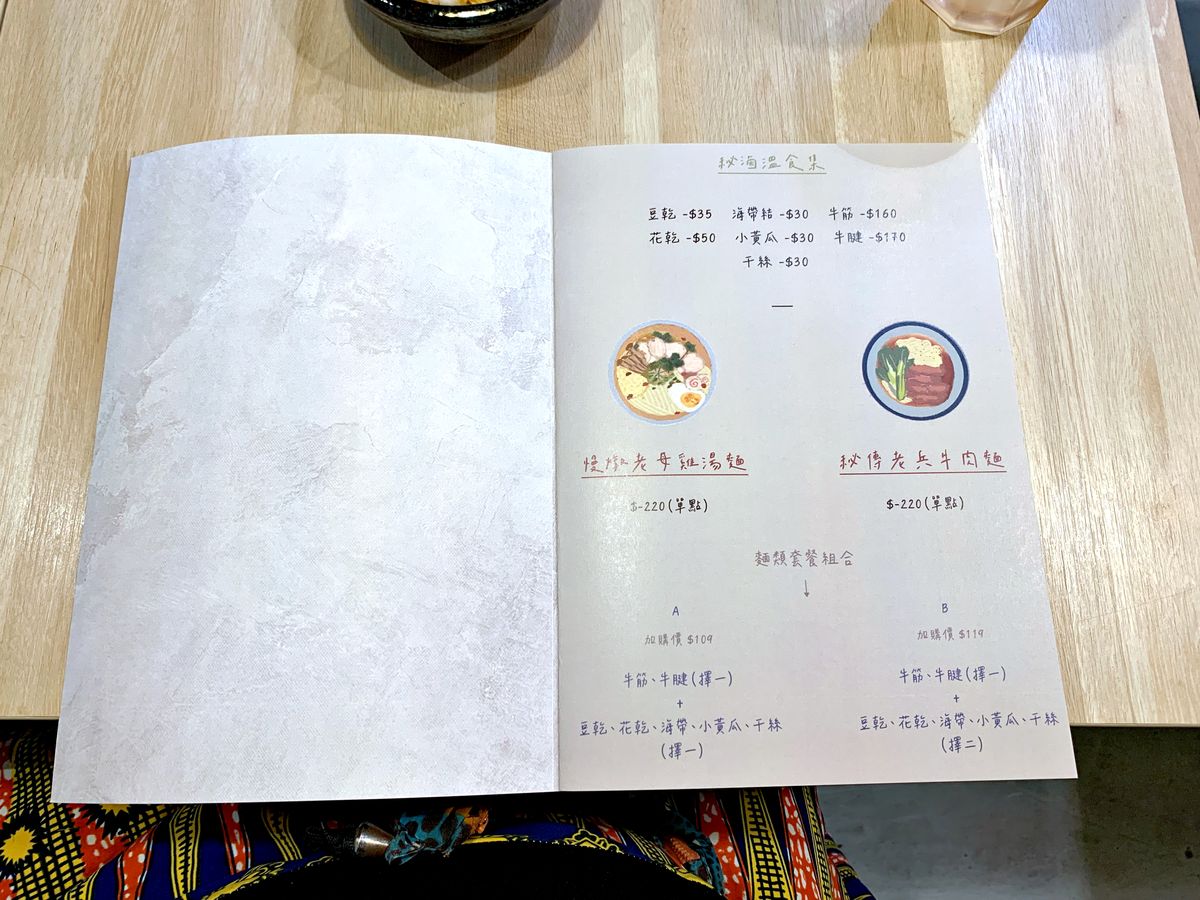 秘滷溫食集
豆乾 -$35 海帶結 -$30 牛筋 -$160
花乾 -$50 小黃瓜 -$30 牛腱 -$170
干絲 -$30
慢燉老母雞湯麵
秘傳老兵牛肉麵
$-220(單點)
$-220(單點)
麵類套餐組合
↓
A
加購價 $109
牛筋、牛腱(擇一)
+
豆乾、花乾、海帶、小黃瓜、干絲
(擇一)
B
加購價 $119
牛筋、牛腱(擇一)
+
豆乾、花乾、海帶、小黃瓜、干絲
(擇二)